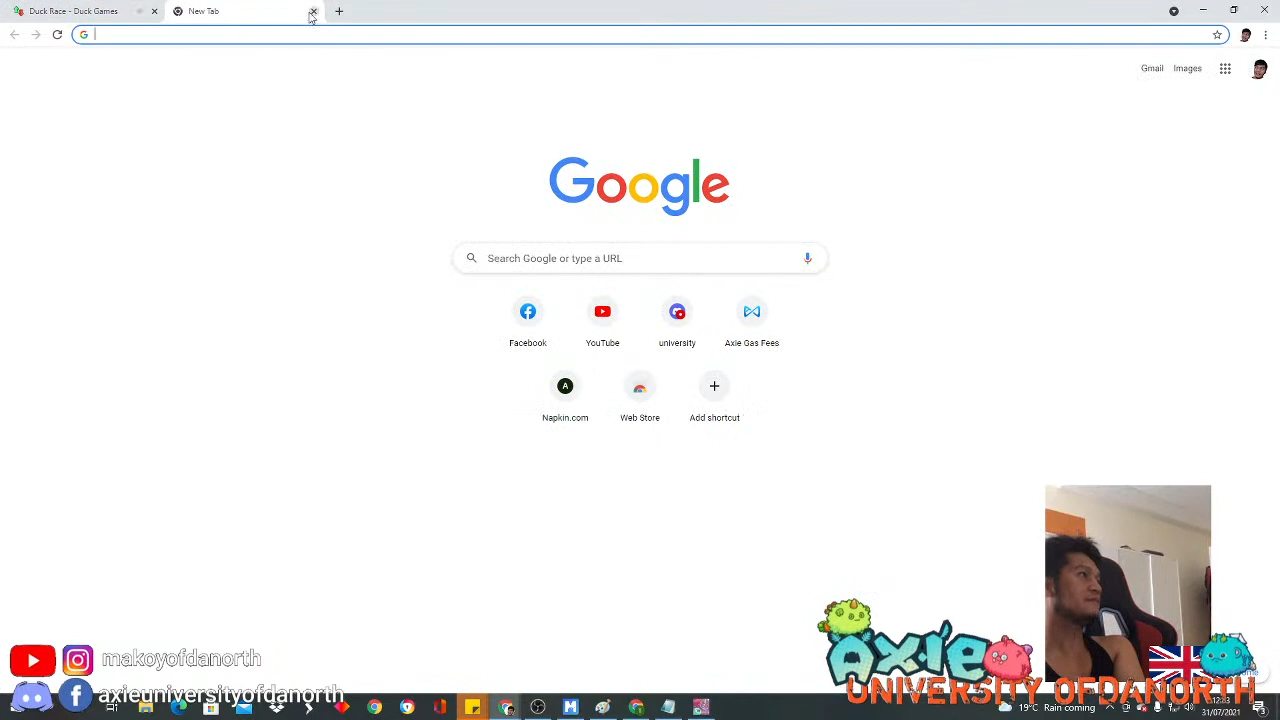 Duck Race - Duck Games
New Tab
Gmail Images
Google
Search Google or type a URL
Facebook YouTube university Axie Gas Fees
A
Napkin.com Web Store Add shortcut
makoyofdanorth
axieuniversityofdanorth
axie
UNIVERSITY OFDANORTH
19°C Rain coming
31/07/2021